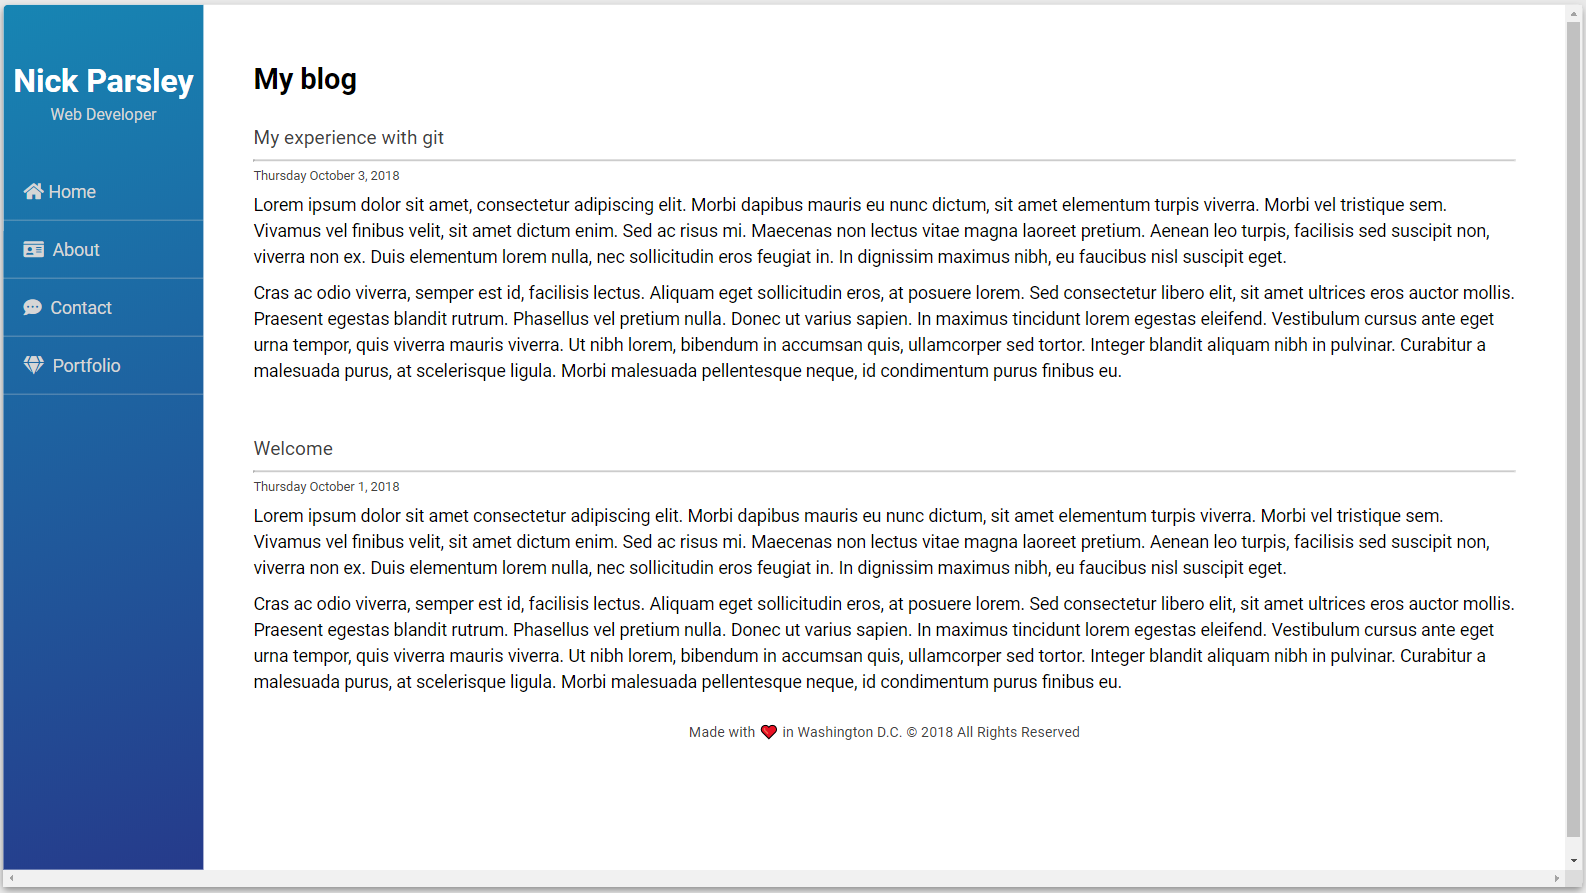 Nick Parsley
Web Developer
Home
About
Contact
Portfolio
My blog
My experience with git
Thursday October 3, 2018
Lorem ipsum dolor sit amet, consectetur adipiscing elit. Morbi dapibus mauris eu nunc dictum, sit amet elementum turpis viverra. Morbi vel tristique sem.
Vivamus vel finibus velit, sit amet dictum enim. Sed ac risus mi. Maecenas non lectus vitae magna laoreet pretium. Aenean leo turpis, facilisis sed suscipit non,
viverra non ex. Duis elementum lorem nulla, nec sollicitudin eros feugiat in. In dignissim maximus nibh, eu faucibus nisl suscipit eget.
Cras ac odio viverra, semper est id, facilisis lectus. Aliquam eget sollicitudin eros, at posuere lorem. Sed consectetur libero elit, sit amet ultrices eros auctor mollis.
Praesent egestas blandit rutrum. Phasellus vel pretium nulla. Donec ut varius sapien. In maximus tincidunt lorem egestas eleifend. Vestibulum cursus ante eget
urna tempor, quis viverra mauris viverra. Ut nibh lorem, bibendum in accumsan quis, ullamcorper sed tortor. Integer blandit aliquam nibh in pulvinar. Curabitur a
malesuada purus, at scelerisque ligula. Morbi malesuada pellentesque neque, id condimentum purus finibus eu.
Welcome
Thursday October 1, 2018
Lorem ipsum dolor sit amet consectetur adipiscing elit. Morbi dapibus mauris eu nunc dictum, sit amet elementum turpis viverra. Morbi vel tristique sem.
Vivamus vel finibus velit, sit amet dictum enim. Sed ac risus mi. Maecenas non lectus vitae magna laoreet pretium. Aenean leo turpis, facilisis sed suscipit non,
viverra non ex. Duis elementum lorem nulla, nec sollicitudin eros feugiat in. In dignissim maximus nibh, eu faucibus nisl suscipit eget.
Cras ac odio viverra, semper est id, facilisis lectus. Aliquam eget sollicitudin eros, at posuere lorem. Sed consectetur libero elit, sit amet ultrices eros auctor mollis.
Praesent egestas blandit rutrum. Phasellus vel pretium nulla. Donec ut varius sapien. In maximus tincidunt lorem egestas eleifend. Vestibulum cursus ante eget
urna tempor, quis viverra mauris viverra. Ut nibh lorem, bibendum in accumsan quis, ullamcorper sed tortor. Integer blandit aliquam nibh in pulvinar. Curabitur a
malesuada purus, at scelerisque ligula. Morbi malesuada pellentesque neque, id condimentum purus finibus eu.
Made with ❤ in Washington D.C. © 2018 All Rights Reserved